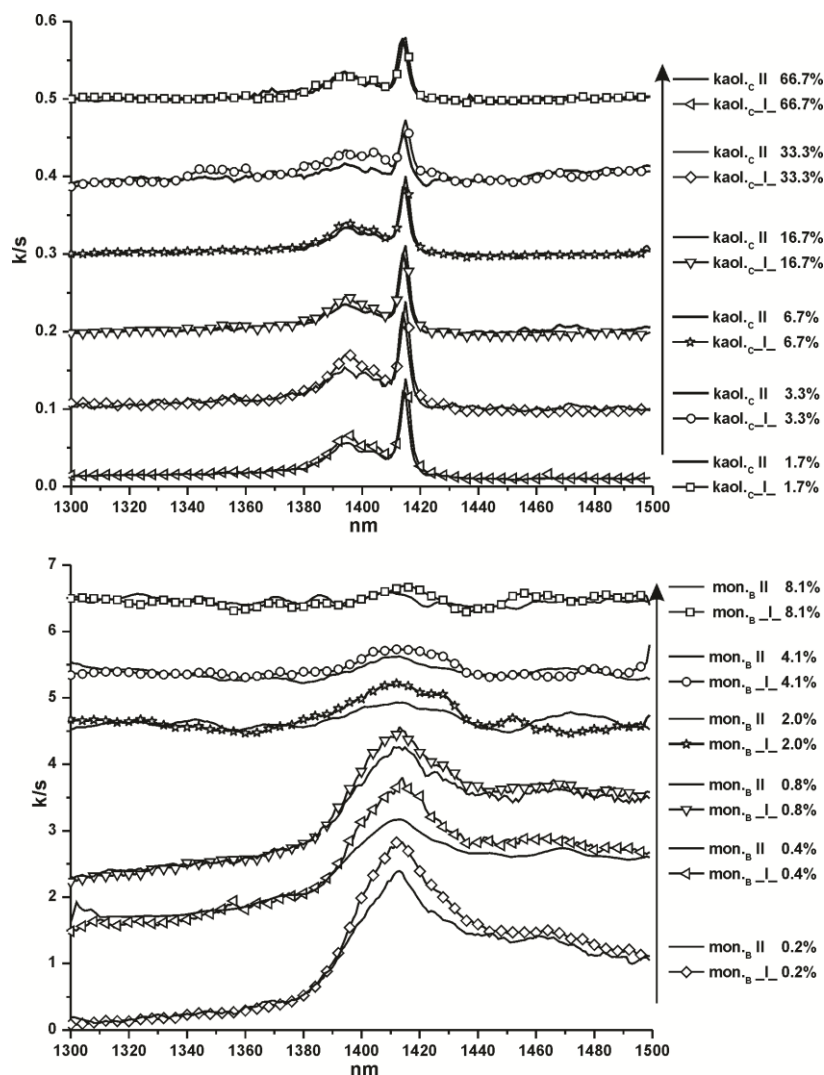 0.6
0.5
0.4
0.3
0.2
0.1
0.0
k/s
1300 1320 1340 1360 1380 1400 1420 1440 1460 1480 1500
nm
kaol.C II 66.7%
kaol.C_I_ 66.7%
kaol.C II 33.3%
kaol.C_I_ 33.3%
kaol.C II 16.7%
kaol.C_I_ 16.7%
kaol.C II 6.7%
kaol.C_I_ 6.7%
kaol.C II 3.3%
kaol.C_I_ 3.3%
kaol.C II 1.7%
kaol.C_I_ 1.7%
7
6
5
4
3
2
1
0
k/s
1300 1320 1340 1360 1380 1400 1420 1440 1460 1480 1500
nm
mon.B II 8.1%
mon.B _I_ 8.1%
mon.B II 4.1%
mon.B _I_ 4.1%
mon.B II 2.0%
mon.B _I_ 2.0%
mon.B II 0.8%
mon.B _I_ 0.8%
mon.B II 0.4%
mon.B _I_ 0.4%
mon.B II 0.2%
mon.B _I_ 0.2%